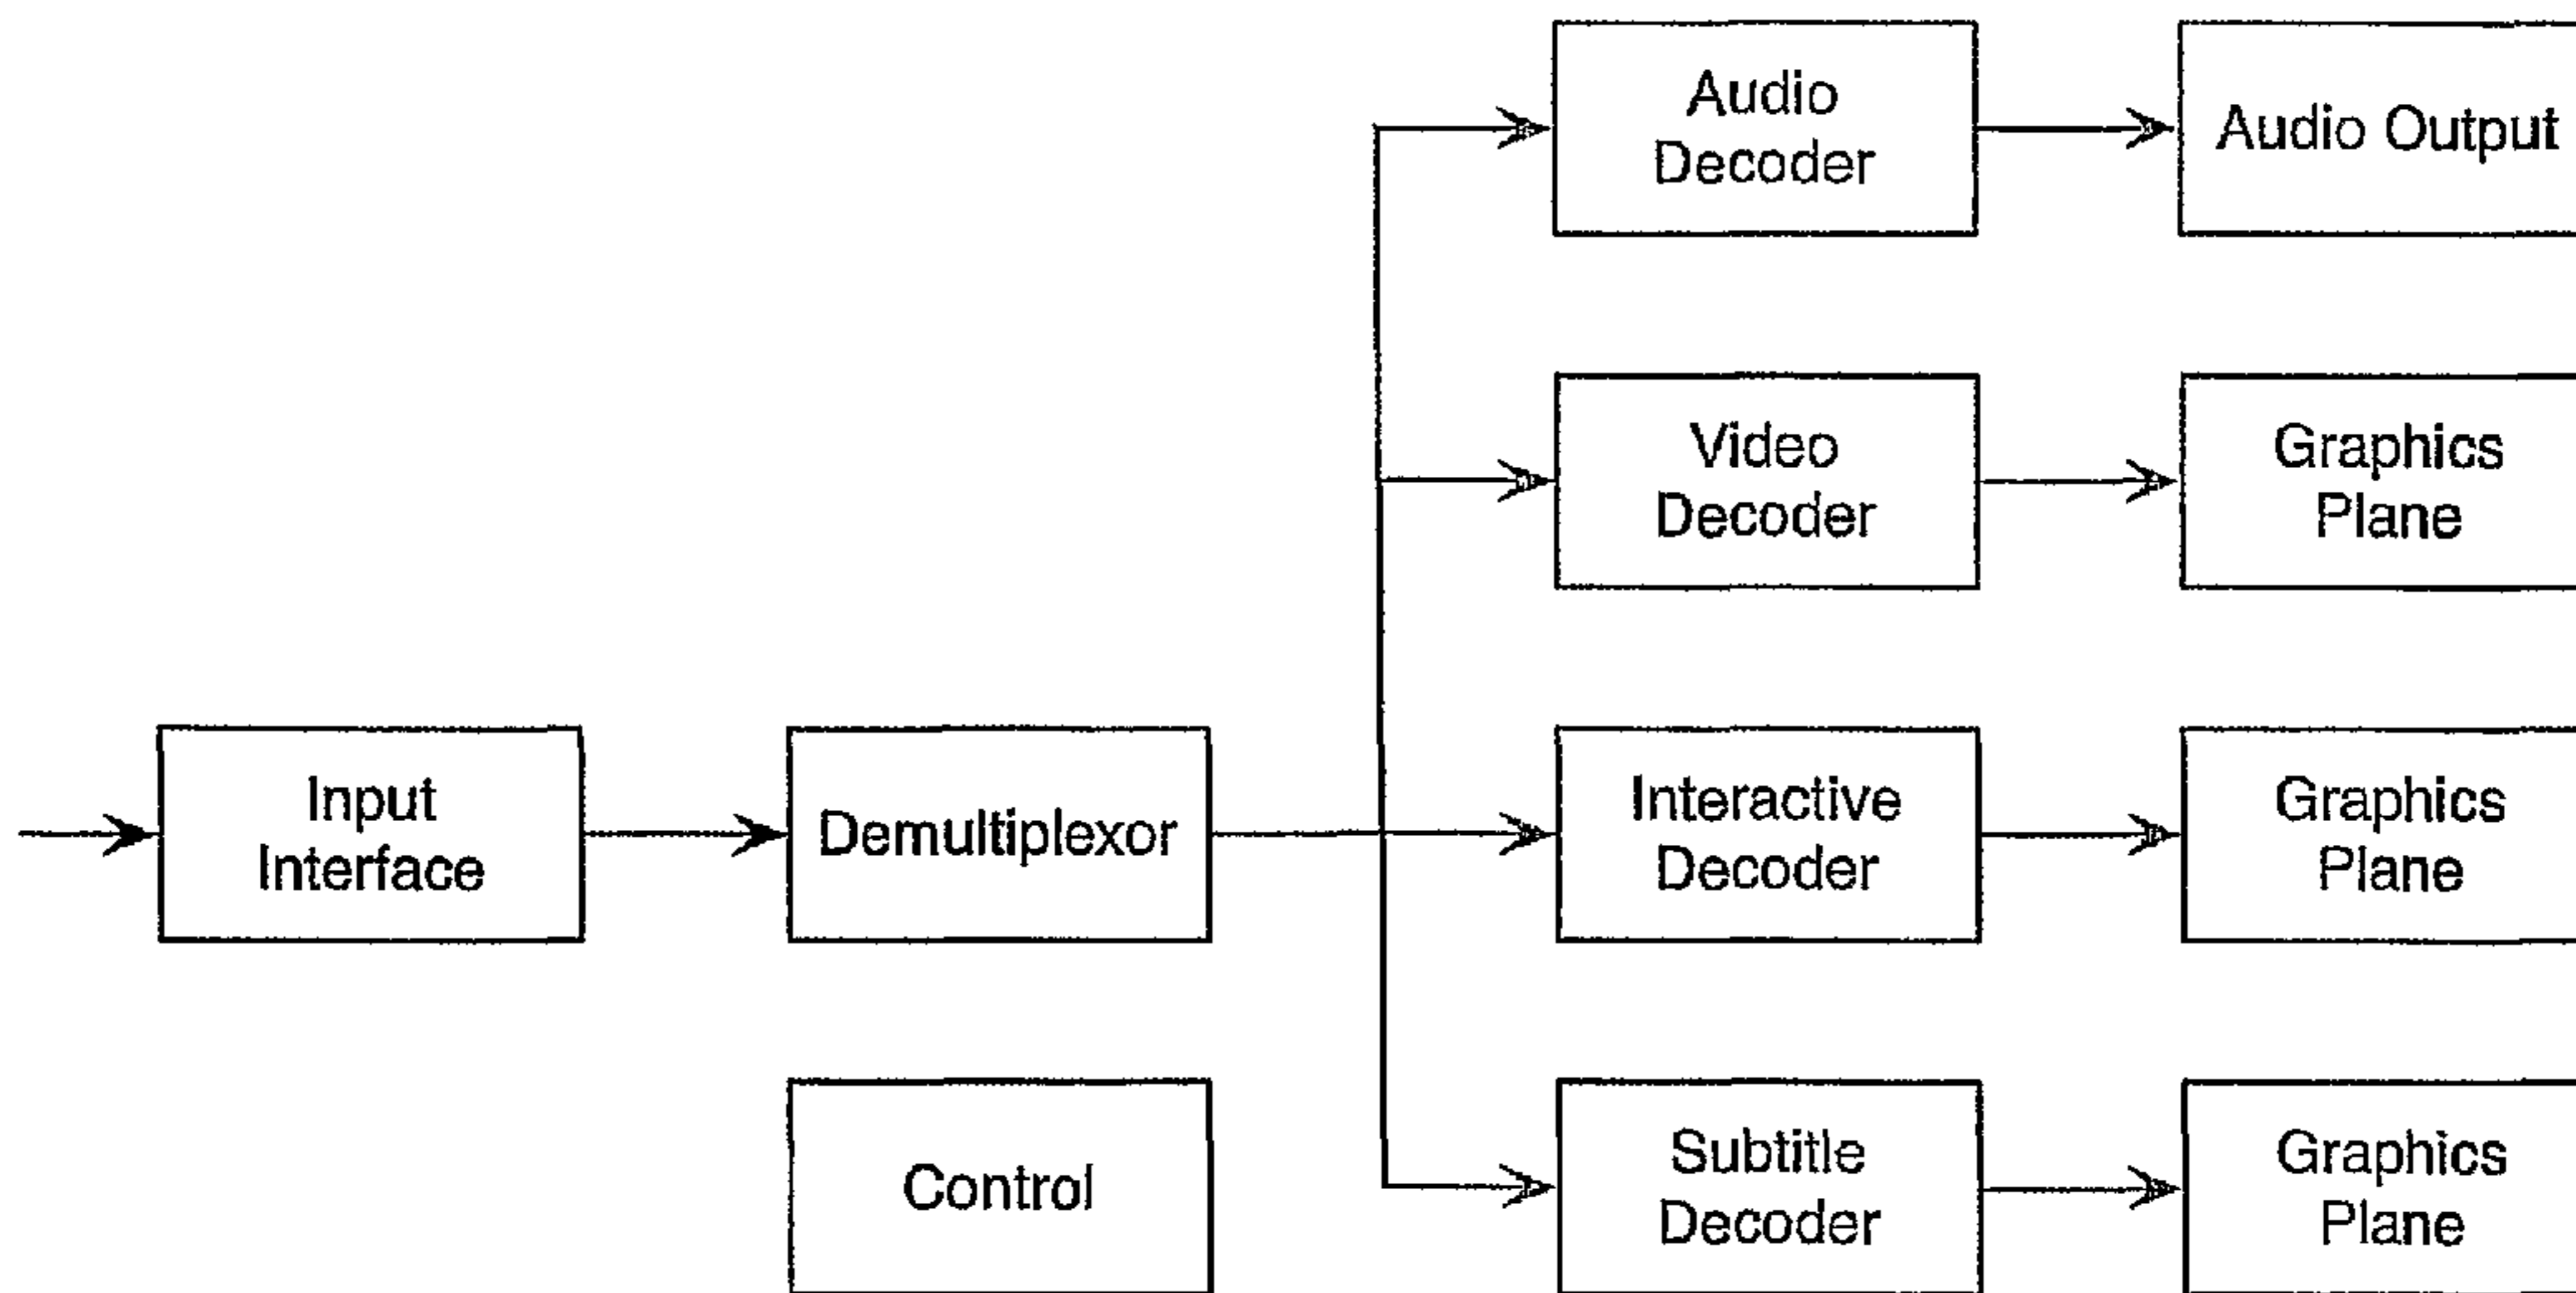 Audio
Decoder
Audio Output
Video
Decoder
Graphics
Plane
Input
Interface
Demultiplexor
Interactive
Decoder
Graphics
Plane
Control
Subtitle
Decoder
Graphics
Plane